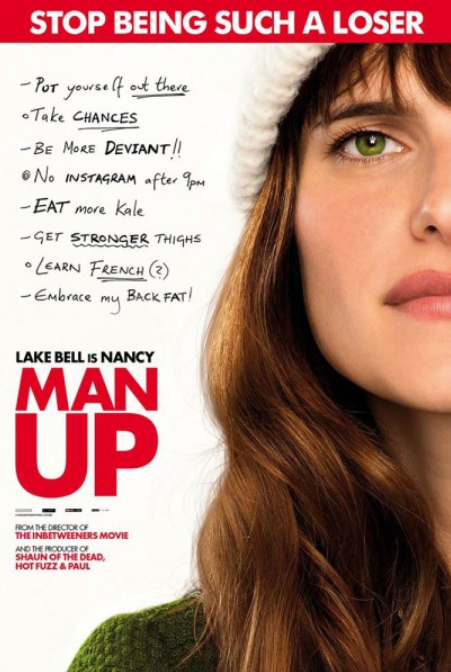 STOP BEING SUCH A LOSER
- PUT yourself out there
o Take CHANCES
- BE MORE DEVIANT!!
o No INSTAGRAM after 9PM
- EAT more Kale
- GET STRONGER THIGHS
o LEARN FRENCH (?)
- Embrace my BACK FAT!
LAKE BELL IS NANCY
MAN
UP
FROM THE DIRECTOR OF
THE INBETWEENERS MOVIE
AND THE PRODUCER OF
SHAUN OF THE DEAD,
HOT FUZZ & PAUL